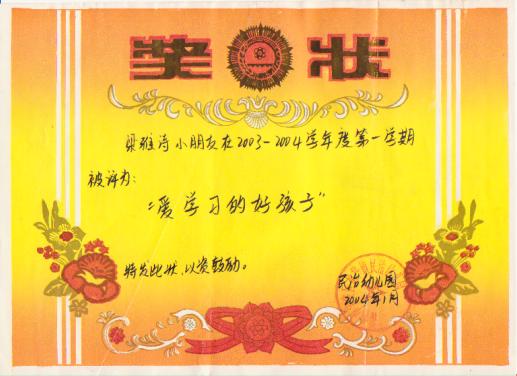 奖状
梁雅诗小朋友在2003-2004学年度第一学期
被评为：
“爱学习的好孩子”
特发此状，以资鼓励。
民治幼儿园
2004年1月